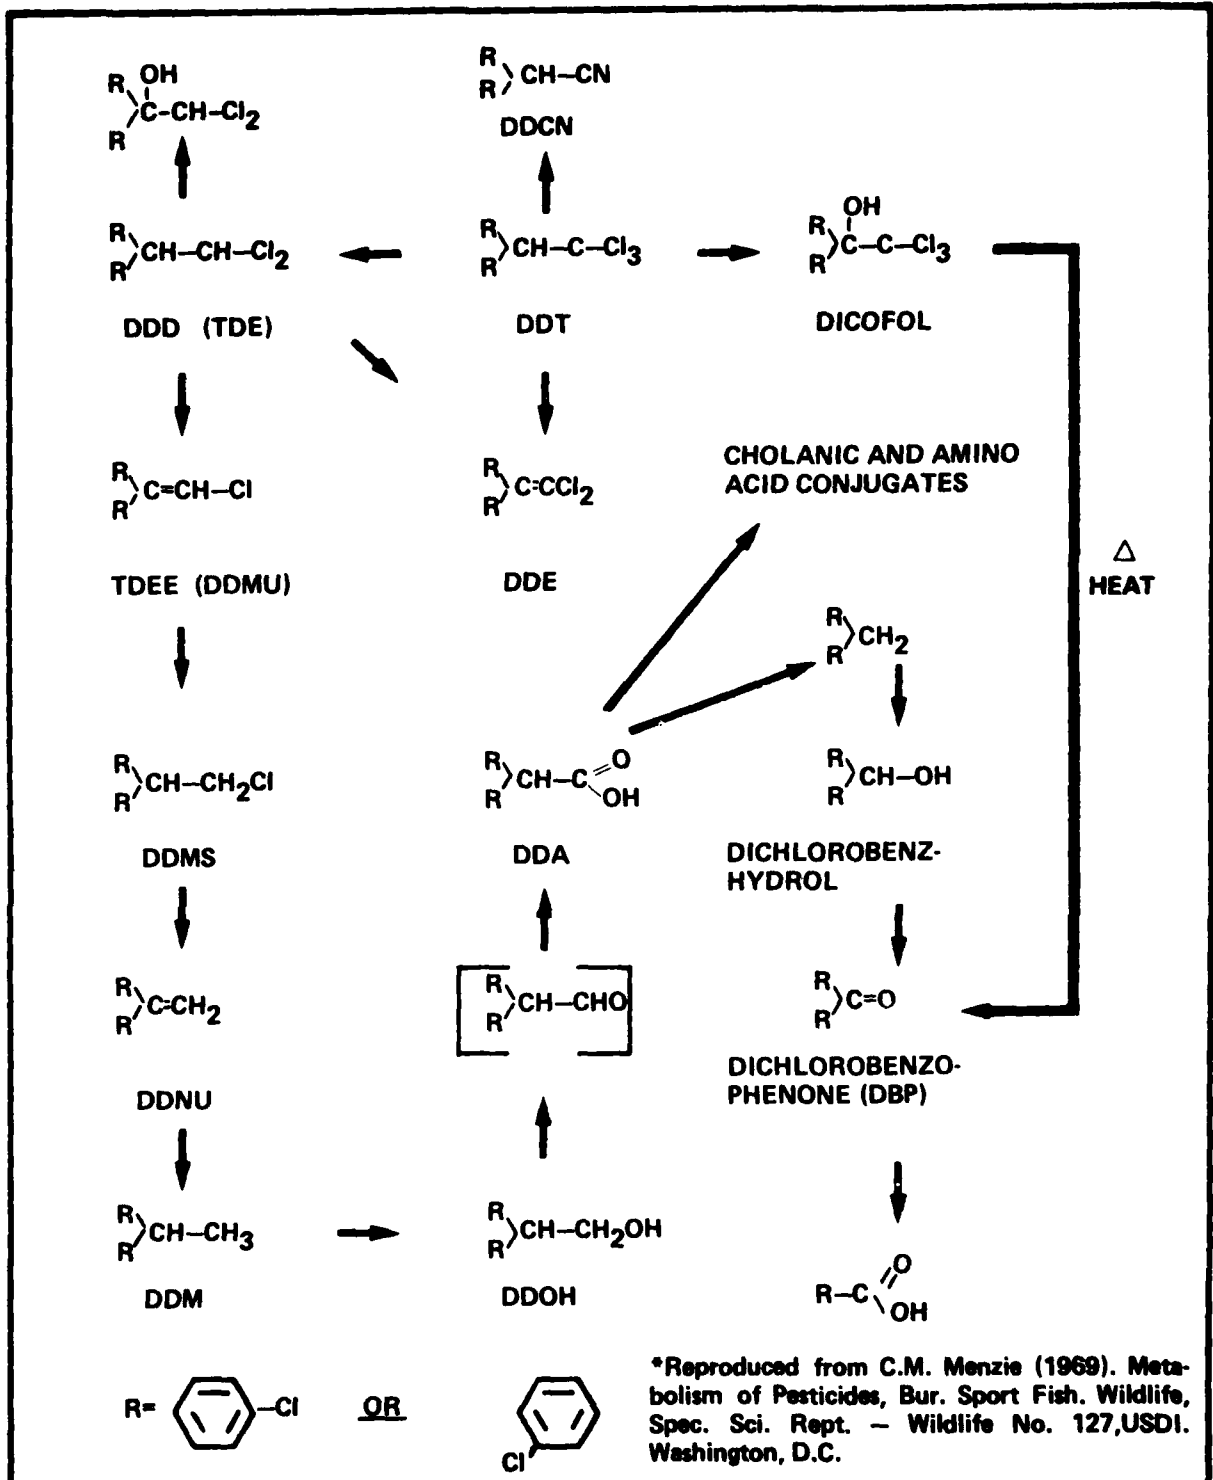 R OH
R C-CH-Cl2
R CH-CN
R
DDCN
R CH-CH-Cl2
R
DDD (TDE)
R CH-C-Cl3
R
DDT
OH
R C-C-Cl3
R
DICOFOL
R C=CH-Cl
R
TDEE (DDMU)
R C=CCl2
R
DDE
CHOLANIC AND AMINO
ACID CONJUGATES
△
HEAT
R CH2
R
R CH-CH2Cl
R
DDMS
R CH-C O
R OH
DDA
R CH-OH
R
DICHLOROBENZ-
HYDROL
R C=CH2
R
DDNU
R CH-CHO
R
R C=O
R
DICHLOROBENZO-
PHENONE (DBP)
R CH-CH3
R
DDM
R CH-CH2OH
R
DDOH
R-C O
OH
R= -Cl OR Cl
*Reproduced from C.M. Menzie (1969). Meta-
bolism of Pesticides, Bur. Sport Fish. Wildlife,
Spec. Sci. Rept. — Wildlife No. 127,USDI.
Washington, D.C.